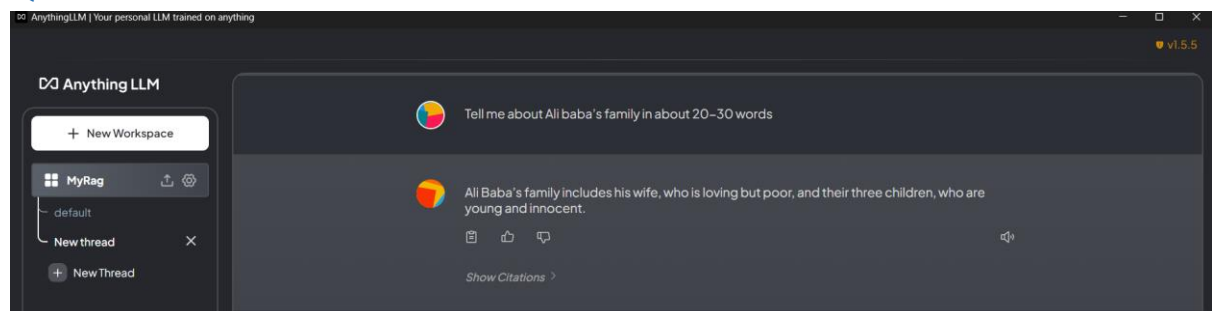 AnythingLLM | Your personal LLM trained on anything
v1.5.5
Anything LLM
+ New Workspace
MyRag
default
New thread
+ New Thread
Tell me about Ali baba's family in about 20-30 words
Ali Baba's family includes his wife, who is loving but poor, and their three children, who are
young and innocent.
Show Citations >